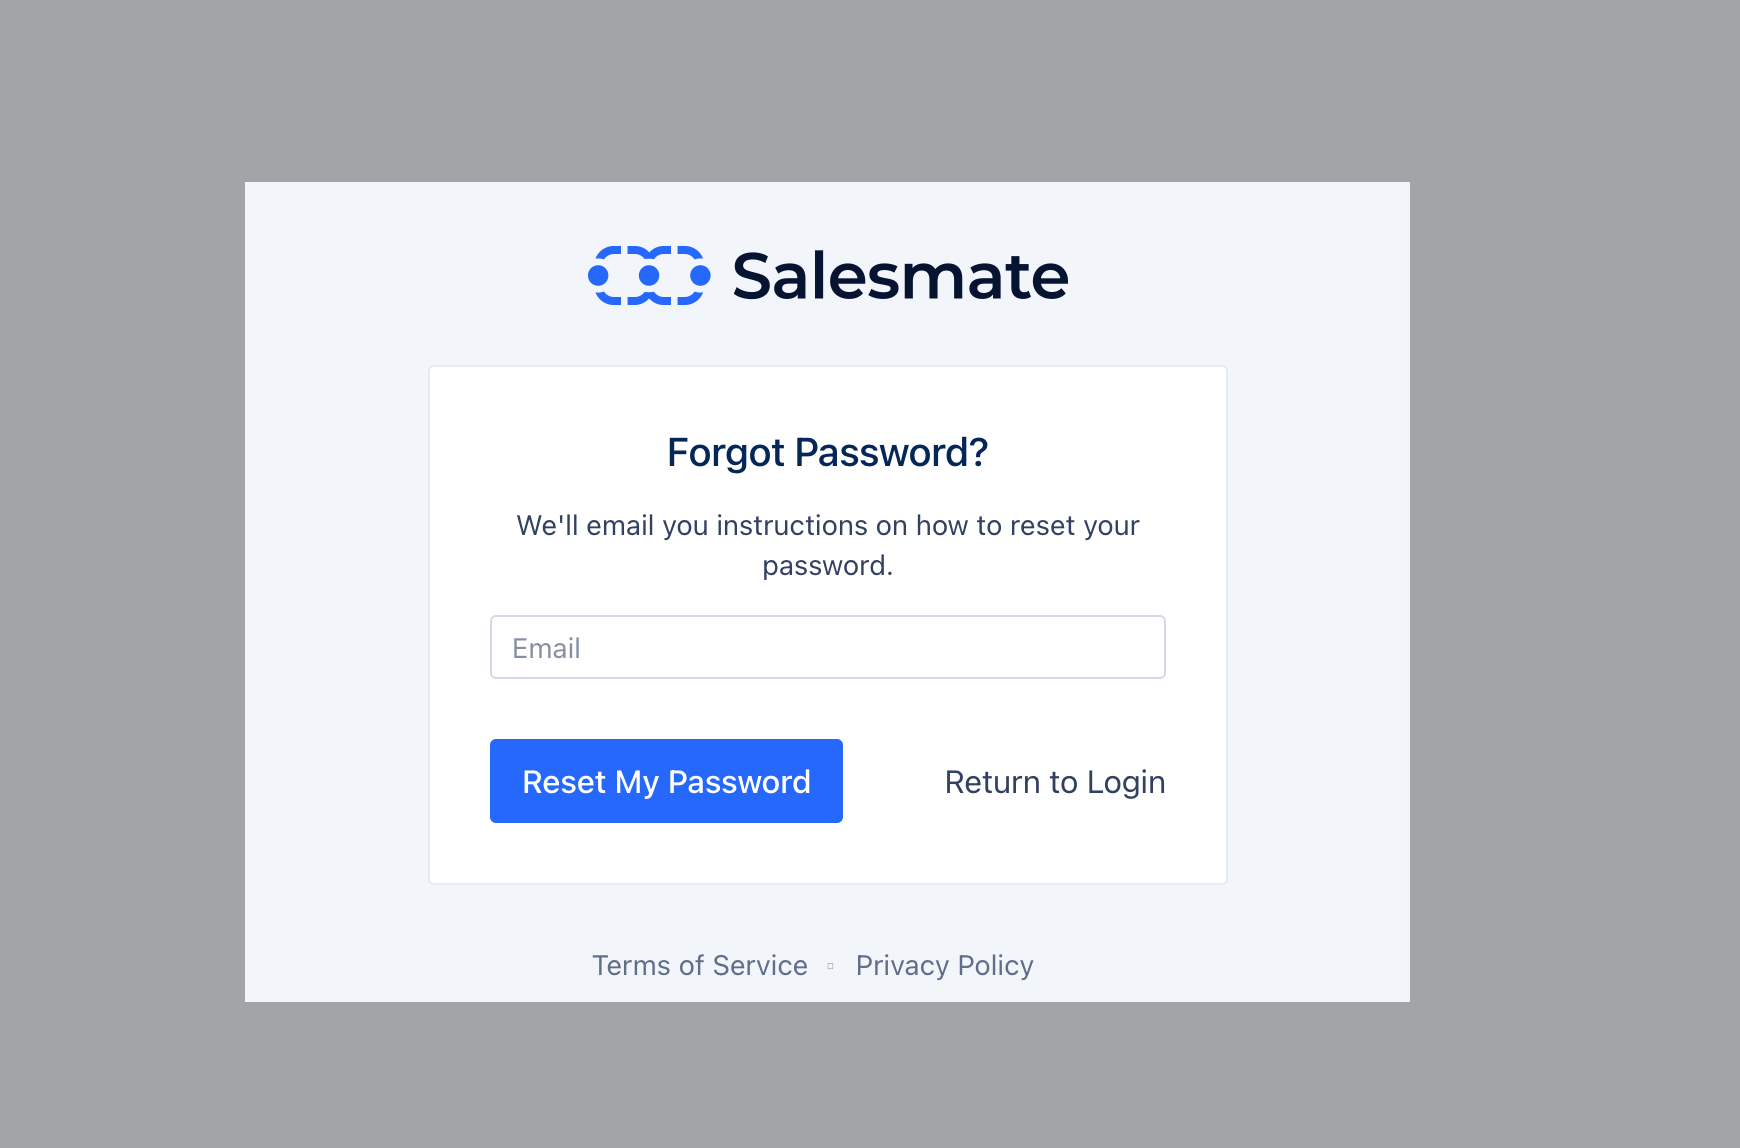 Salesmate
Forgot Password?
We'll email you instructions on how to reset your
password.
Email
Reset My Password
Return to Login
Terms of Service ▫ Privacy Policy